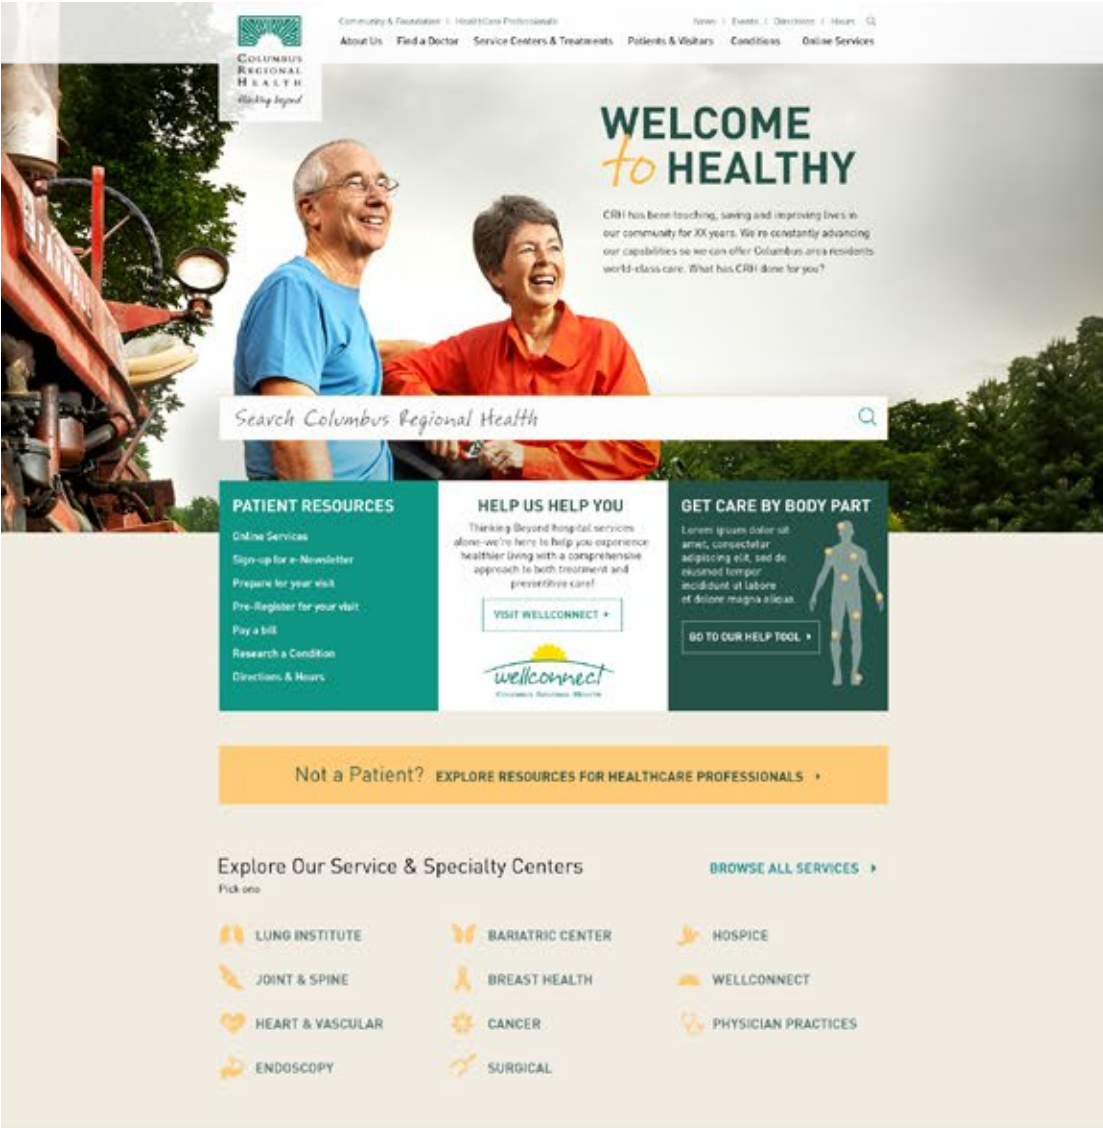 Community & Foundation | HealthCare Professionals
News | Events | Directions | Hours
COLUMBUS
REGIONAL
HEALTH
thinking beyond
About Us Find a Doctor Service Centers & Treatments Patients & Visitors Conditions Online Services
WELCOME
to HEALTHY
CRH has been touching, saving and improving lives in
our community for XX years. We're constantly advancing
our capabilities so we can offer Columbus area residents
world-class care. What has CRH done for you?
Search Columbus Regional Health
PATIENT RESOURCES
Online Services
Sign-up for e-Newsletter
Prepare for your visit
Pre-Register for your visit
Pay a bill
Research a Condition
Directions & Hours
HELP US HELP YOU
Thinking Beyond hospital services
alone-we're here to help you experience
healthier living with a comprehensive
approach to both treatment and
preventitive care!
VISIT WELLCONNECT
wellconnect
Columbus Regional Health
GET CARE BY BODY PART
Lorem ipsum dolor sit
amet, consectetur
adipiscing elit, sed do
eiusmod tempor
incididunt ut labore
et dolore magna aliqua.
GO TO OUR HELP TOOL
Not a Patient? EXPLORE RESOURCES FOR HEALTHCARE PROFESSIONALS
Explore Our Service & Specialty Centers
Pick one
BROWSE ALL SERVICES
LUNG INSTITUTE BARIATRIC CENTER HOSPICE
JOINT & SPINE BREAST HEALTH WELLCONNECT
HEART & VASCULAR CANCER PHYSICIAN PRACTICES
ENDOSCOPY SURGICAL